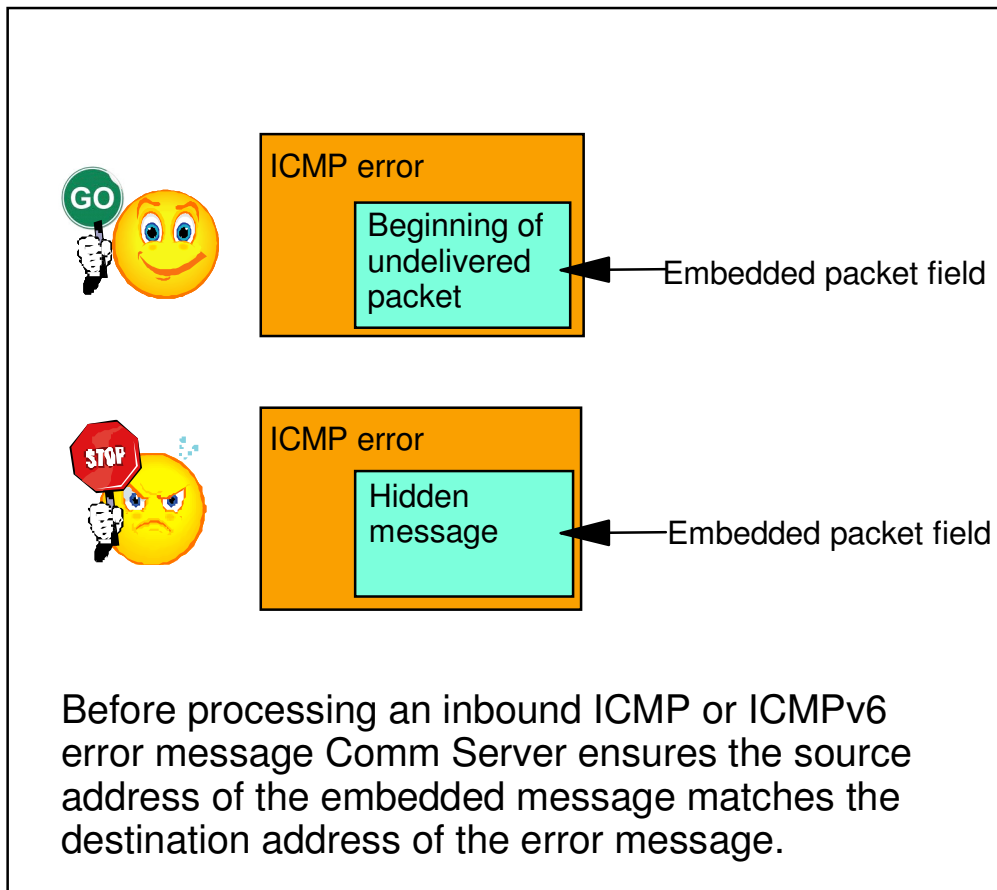 GO
ICMP error
Beginning of
undelivered
packet
Embedded packet field
STOP
ICMP error
Hidden
message
Embedded packet field
Before processing an inbound ICMP or ICMPv6
error message Comm Server ensures the source
address of the embedded message matches the
destination address of the error message.